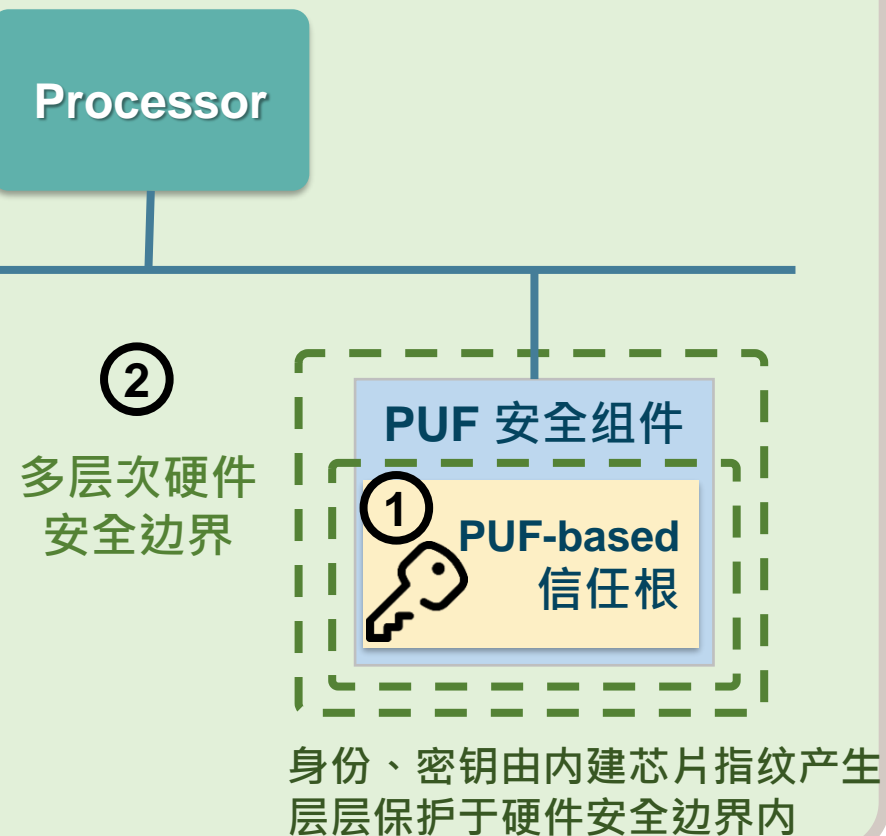 Processor
2
多层次硬件
安全边界
PUF 安全组件
1
PUF-based
信任根
身份、密钥由内建芯片指纹产生
层层保护于硬件安全边界内